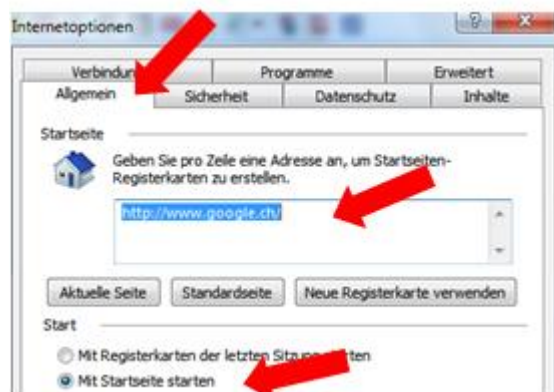 Internetoptionen
Programme Erweitert
Allgemein Sicherheit Datenschutz Inhalte
Startseite
Geben Sie pro Zeile eine Adresse an, um Startseiten-
Registerkarten zu erstellen.
http://www.google.ch/
Aktuelle Seite Standardseite Neue Registerkarte verwenden
Start
Mit Registerkarten der letzten Sitzung starten
Mit Startseite starten